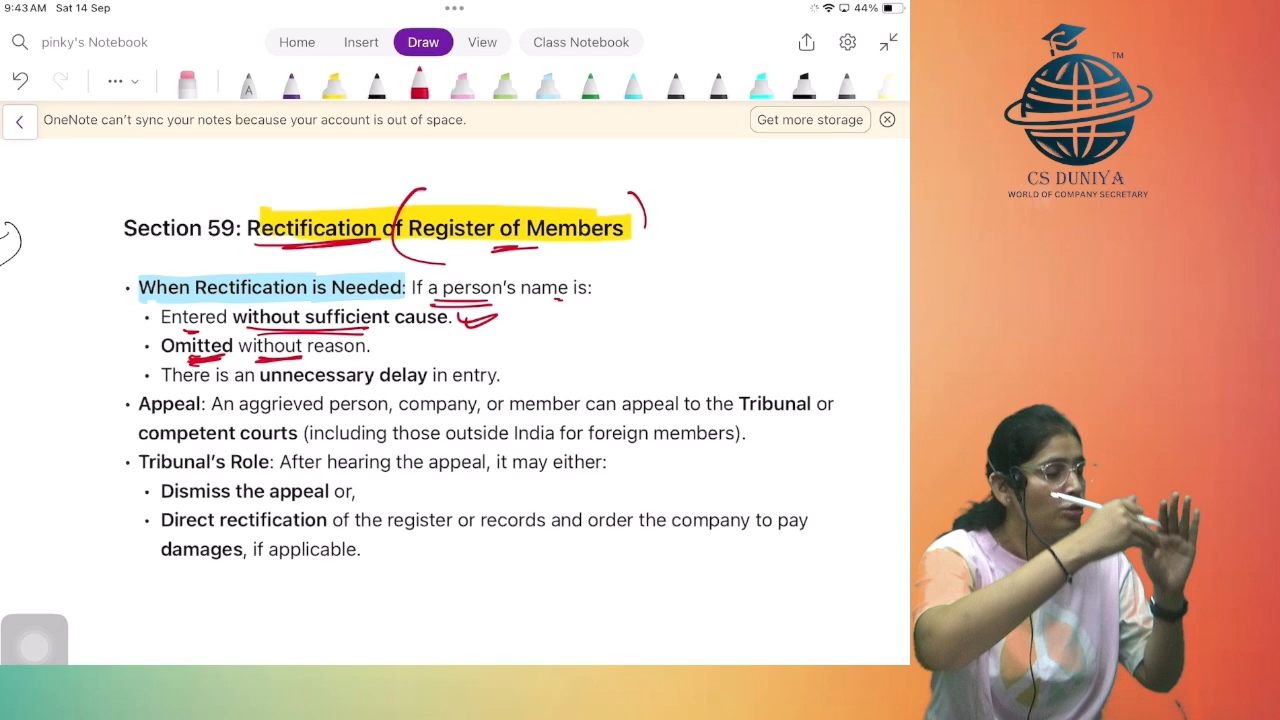 9:43 AM Sat 14 Sep
44%
pinky's Notebook
Home Insert Draw View Class Notebook
A
OneNote can't sync your notes because your account is out of space.
Get more storage
TM
CS DUNIYA
WORLD OF COMPANY SECRETARY
Section 59: Rectification of Register of Members
• When Rectification is Needed: If a person's name is:
• Entered without sufficient cause.
• Omitted without reason.
• There is an unnecessary delay in entry.
• Appeal: An aggrieved person, company, or member can appeal to the Tribunal or
competent courts (including those outside India for foreign members).
• Tribunal's Role: After hearing the appeal, it may either:
• Dismiss the appeal or,
• Direct rectification of the register or records and order the company to pay
damages, if applicable.